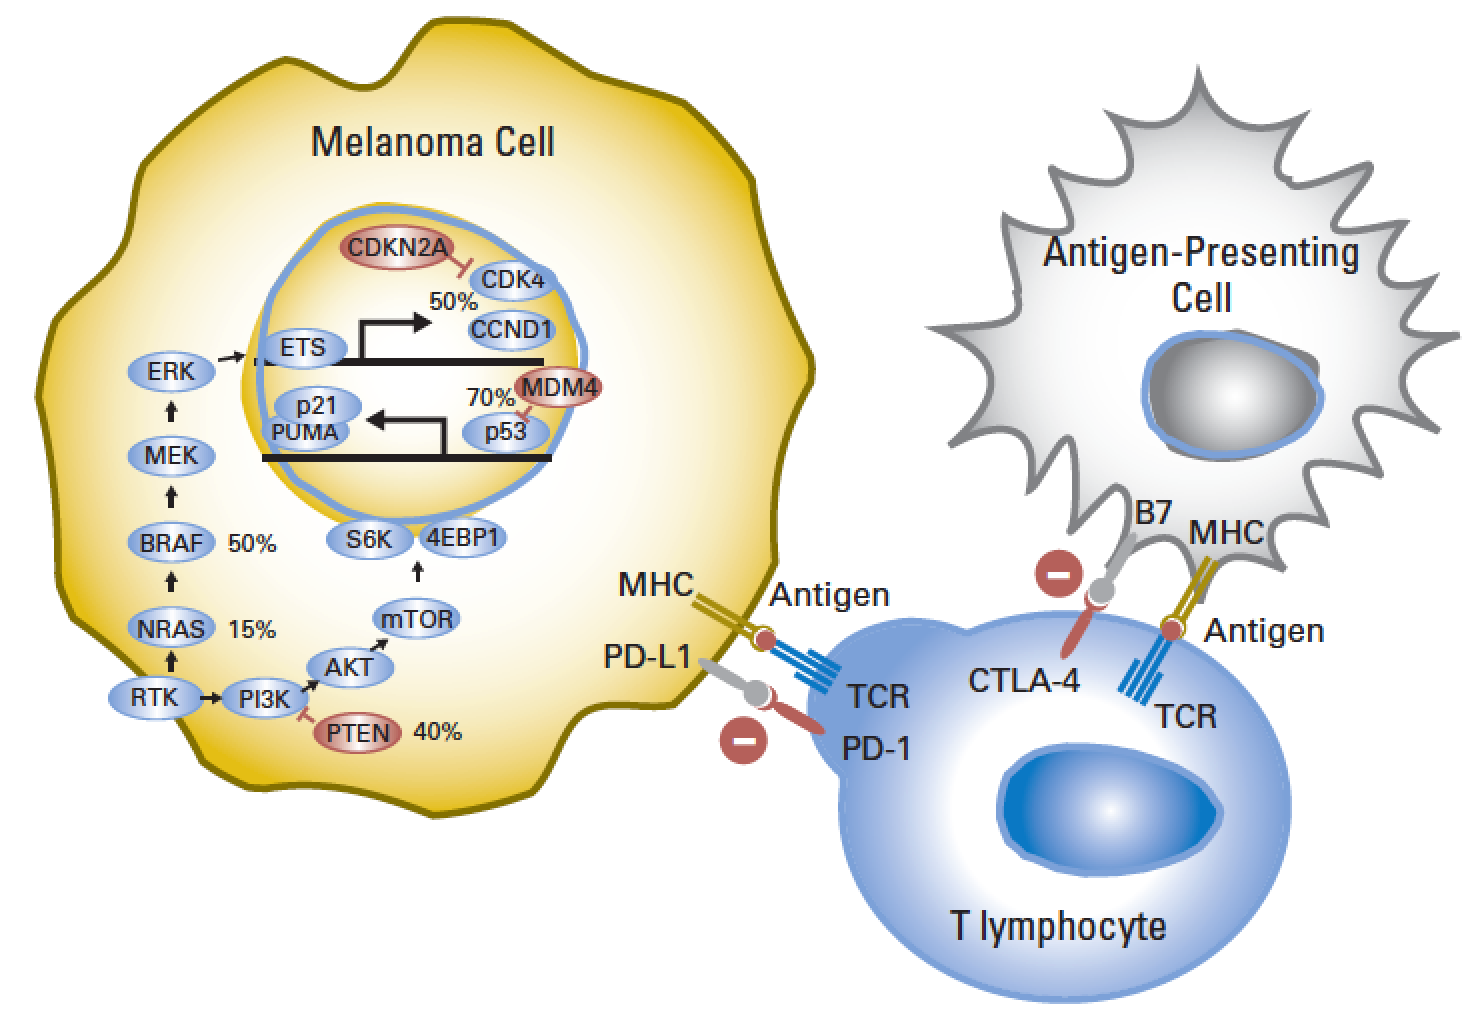 Melanoma Cell
CDKN2A
CDK4
50%
CCND1
ETS
ERK
MDM4
70%
p21
PUMA
p53
MEK
BRAF 50%
S6K
4EBP1
NRAS 15%
mTOR
AKT
RTK
PI3K
PTEN 40%
MHC
Antigen
PD-L1
TCR
PD-1
Antigen-Presenting
Cell
B7
MHC
Antigen
CTLA-4
TCR
T lymphocyte